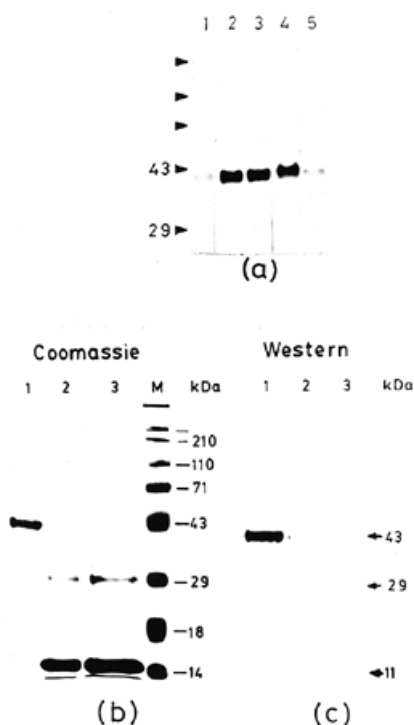 1 2 3 4 5
43
29
(a)
Coomassie Western
1 2 3 M kDa 1 2 3 kDa
210
110
71
43 43
29 29
18
14 11
(b) (c)